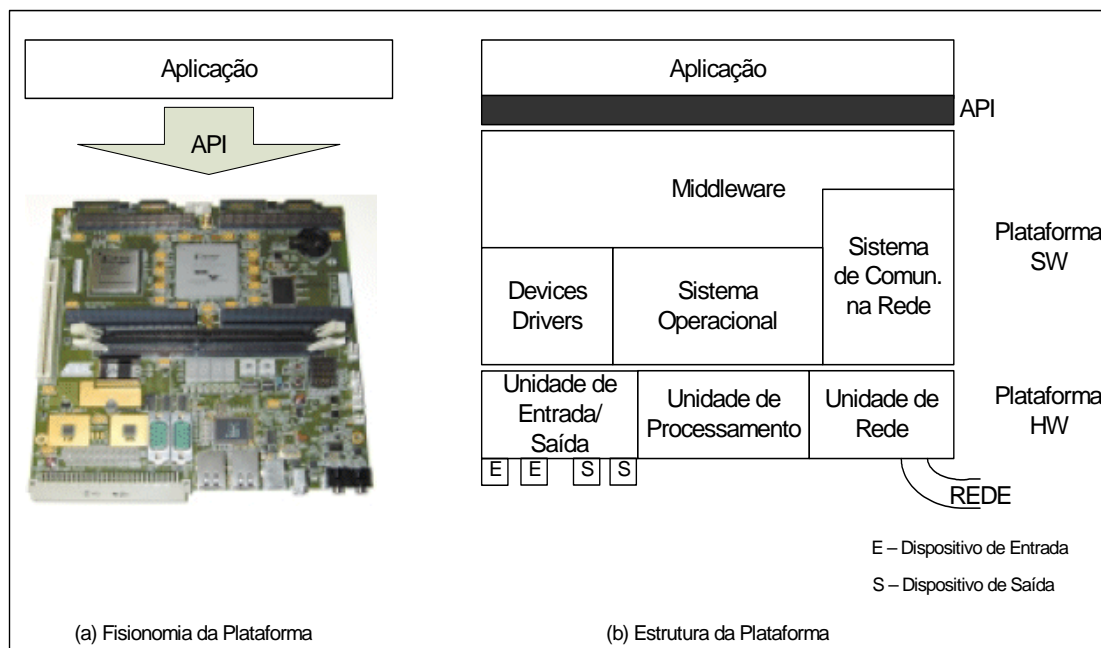 Aplicação
API
(a) Fisionomia da Plataforma
Aplicação
API
Middleware
Devices
Drivers
Sistema
Operacional
Sistema
de Comun.
na Rede
Plataforma
SW
Unidade de
Entrada/
Saída
Unidade de
Processamento
Unidade de
Rede
Plataforma
HW
E
E
S
S
REDE
E – Dispositivo de Entrada
S – Dispositivo de Saída
(b) Estrutura da Plataforma